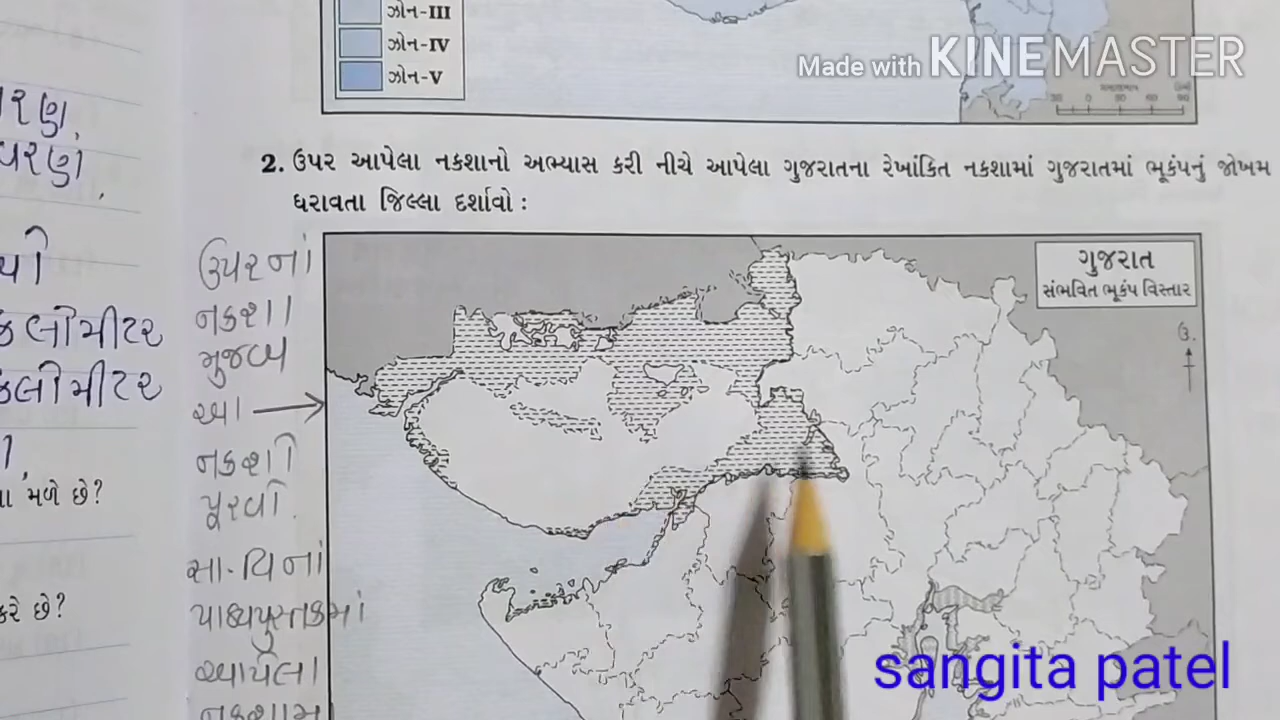 ઝોન-III
ઝોન-IV
ઝોન-V
Made with KINEMASTER
2. ઉપર આપેલા નકશાનો અભ્યાસ કરી નીચે આપેલા ગુજરાતના રેખાંકિત નકશામાં ગુજરાતમાં ભૂકંપનું જોખમ
ધરાવતા જિલ્લા દર્શાવો :
ગુજરાત
સંભવિત ભૂકંપ વિસ્તાર
ઉ.
ઉપરનાં
નકશા
મુજબ
આ
નકશો
પૂરવો.
સા.વિ નાં
પાઠ્યપુસ્તકમાં
આપેલા
નકશામાં
કિલોમીટર
કિલોમીટર
મળે છે?
કરે છે?
sangita patel